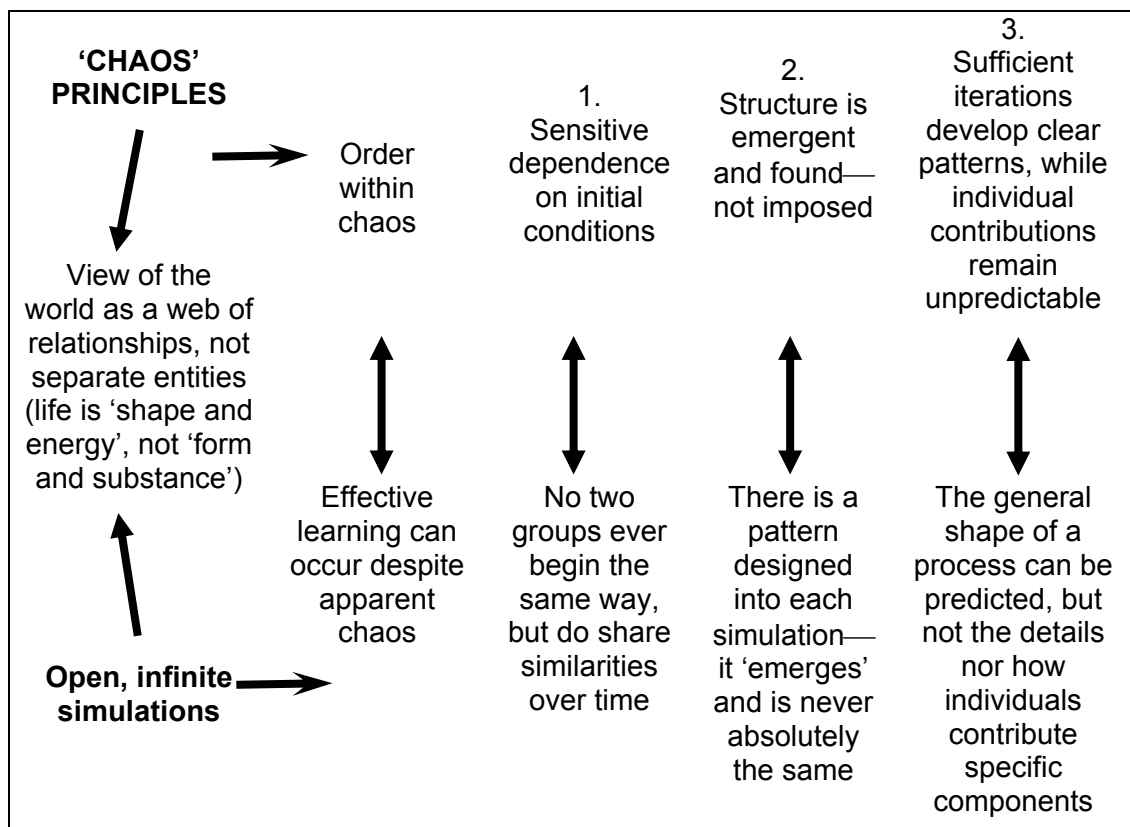 ‘CHAOS’
PRINCIPLES
Order
within
chaos
1.
Sensitive
dependence
on initial
conditions
2.
Structure is
emergent
and found—
not imposed
3.
Sufficient
iterations
develop clear
patterns, while
individual
contributions
remain
unpredictable
View of the
world as a web of
relationships, not
separate entities
(life is ‘shape and
energy’, not ‘form
and substance’)
Open, infinite
simulations
Effective
learning can
occur despite
apparent
chaos
No two
groups ever
begin the
same way,
but do share
similarities
over time
There is a
pattern
designed
into each
simulation—
it ‘emerges’
and is never
absolutely
the same
The general
shape of a
process can be
predicted, but
not the details
nor how
individuals
contribute
specific
components